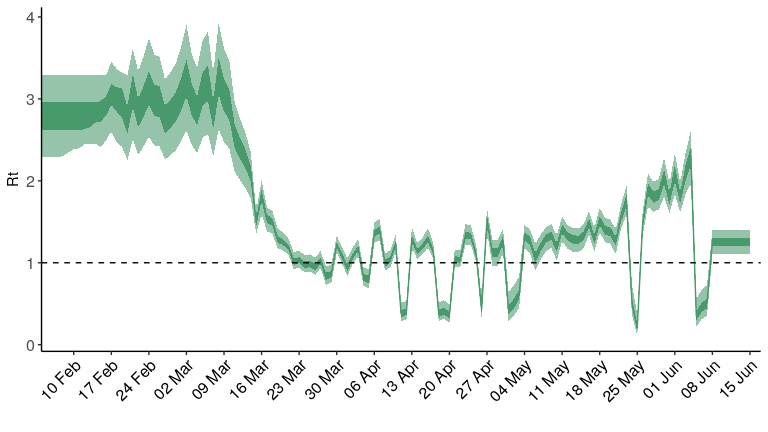 4
3
2
1
0
Rt
10 Feb
17 Feb
24 Feb
02 Mar
09 Mar
16 Mar
23 Mar
30 Mar
06 Apr
13 Apr
20 Apr
27 Apr
04 May
11 May
18 May
25 May
01 Jun
08 Jun
15 Jun